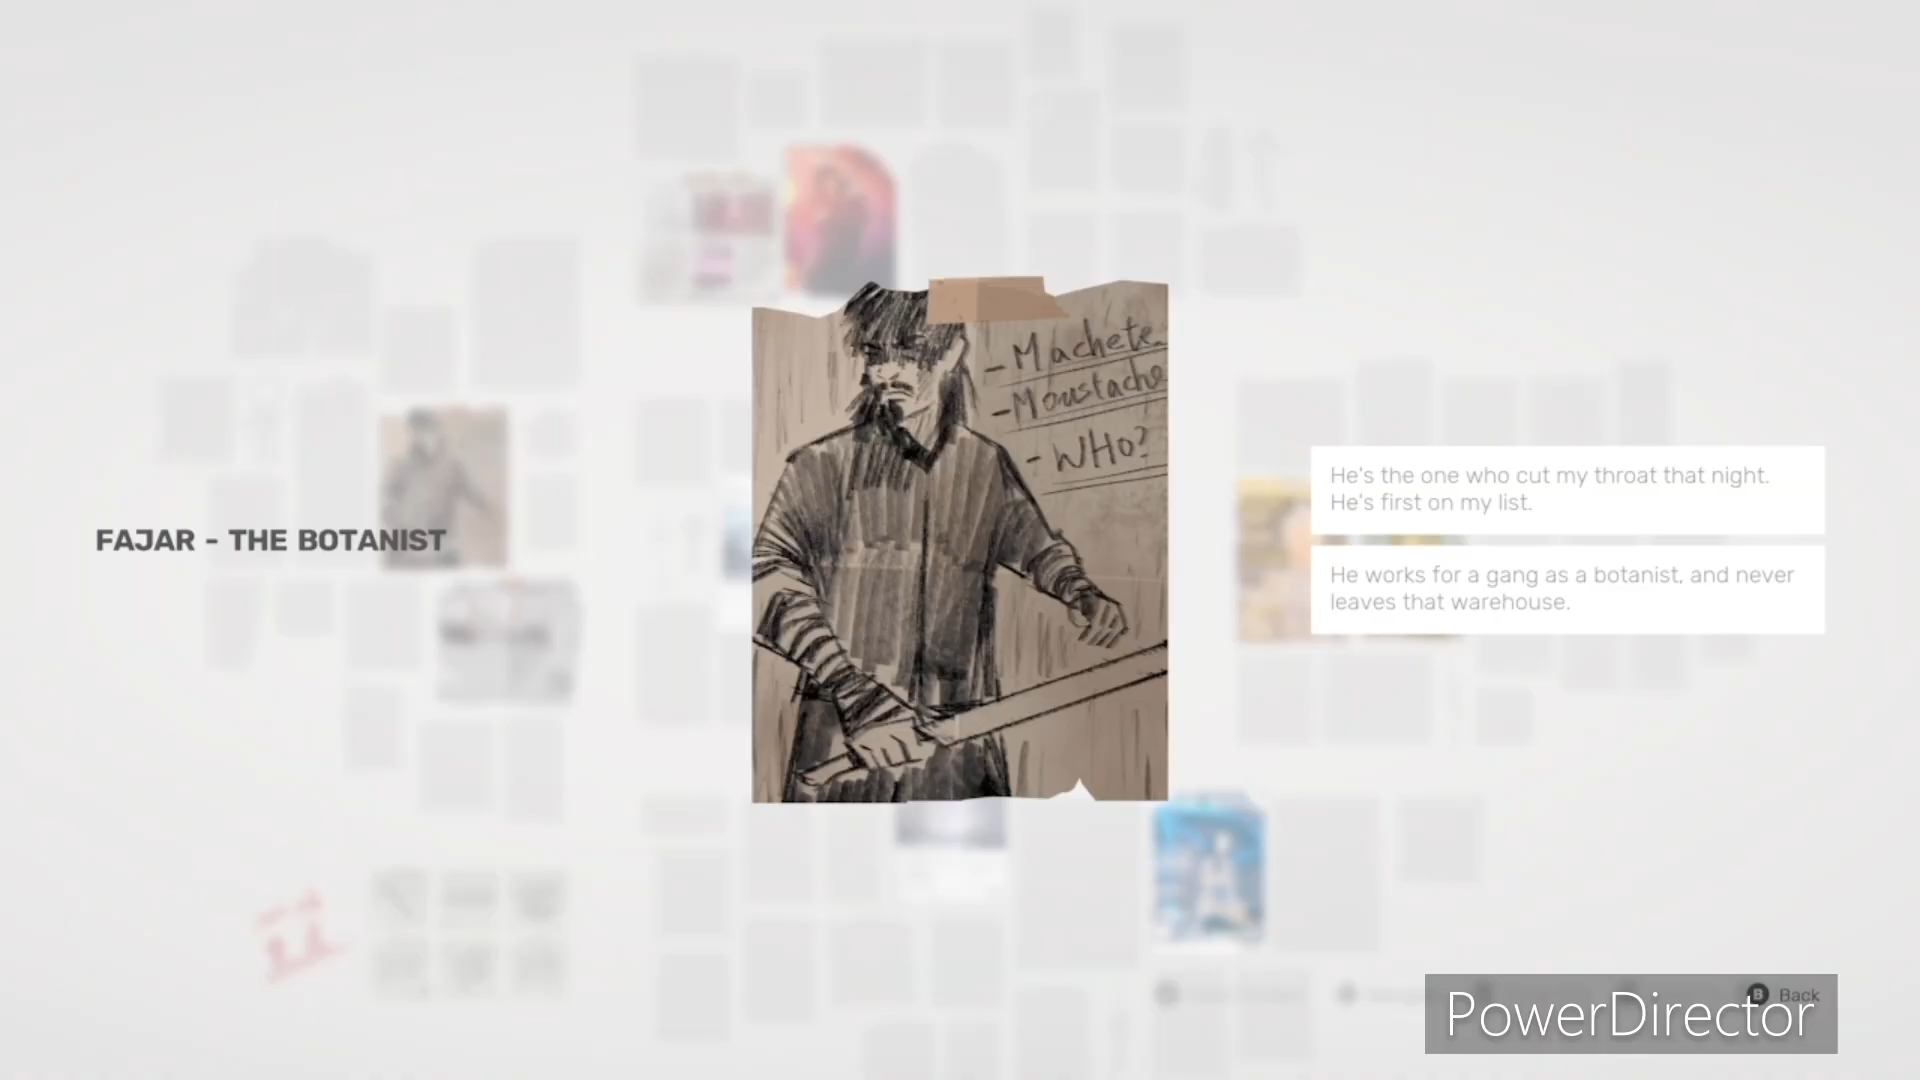 - Machete
- Moustache
- WHO?
FAJAR - THE BOTANIST
He's the one who cut my throat that night.
He's first on my list.
He works for a gang as a botanist, and never
leaves that warehouse.
B Back
PowerDirector